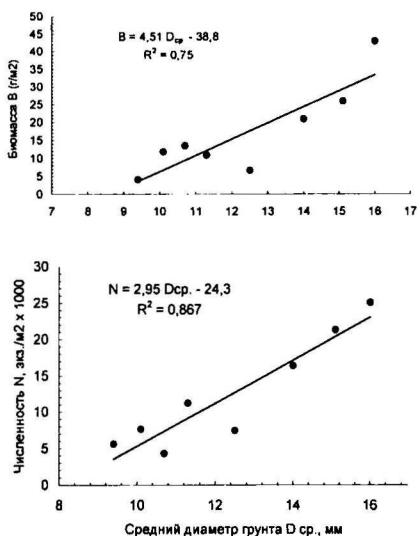 B = 4,51 Dср - 38,8
R² = 0,75
Биомасса В (г/м2)
50
45
40
35
30
25
20
15
10
5
0
7 8 9 10 11 12 13 14 15 16 17
N = 2,95 Dср. - 24,3
R² = 0,867
Численность N, экз./м2 x 1000
30
25
20
15
10
5
0
8 10 12 14 16
Средний диаметр грунта D ср., мм